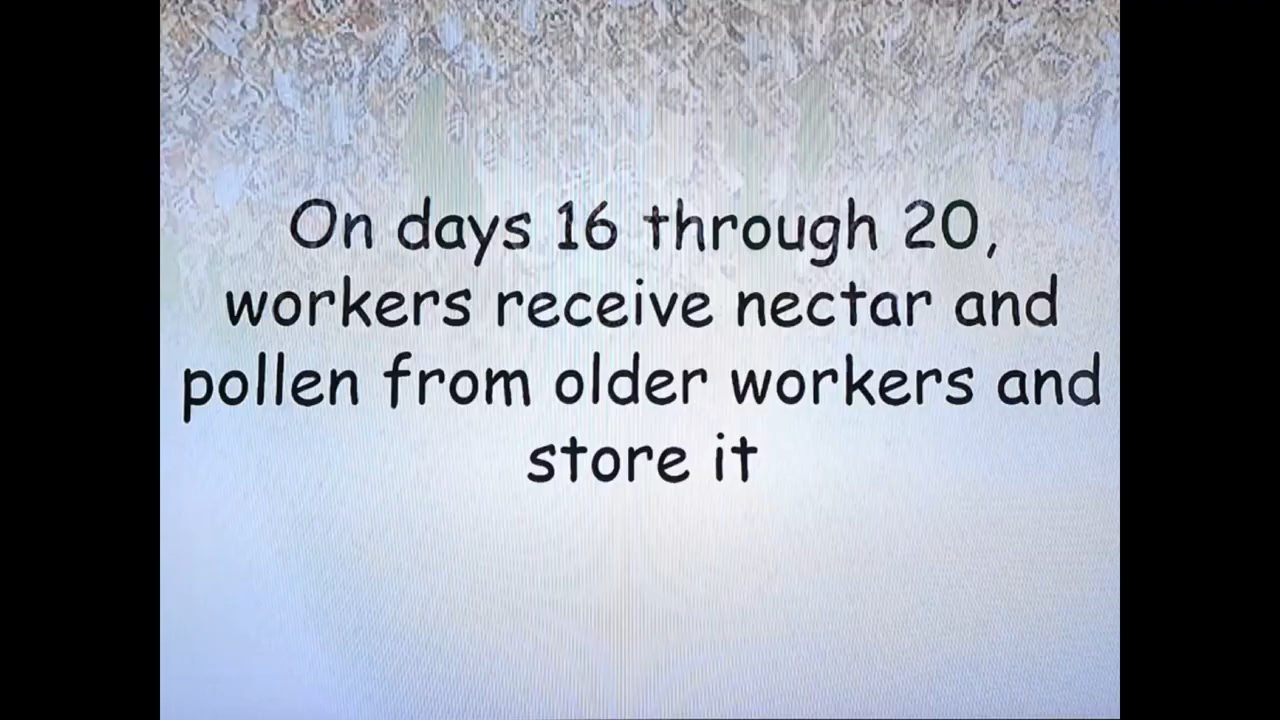 On days 16 through 20,
workers receive nectar and
pollen from older workers and
store it